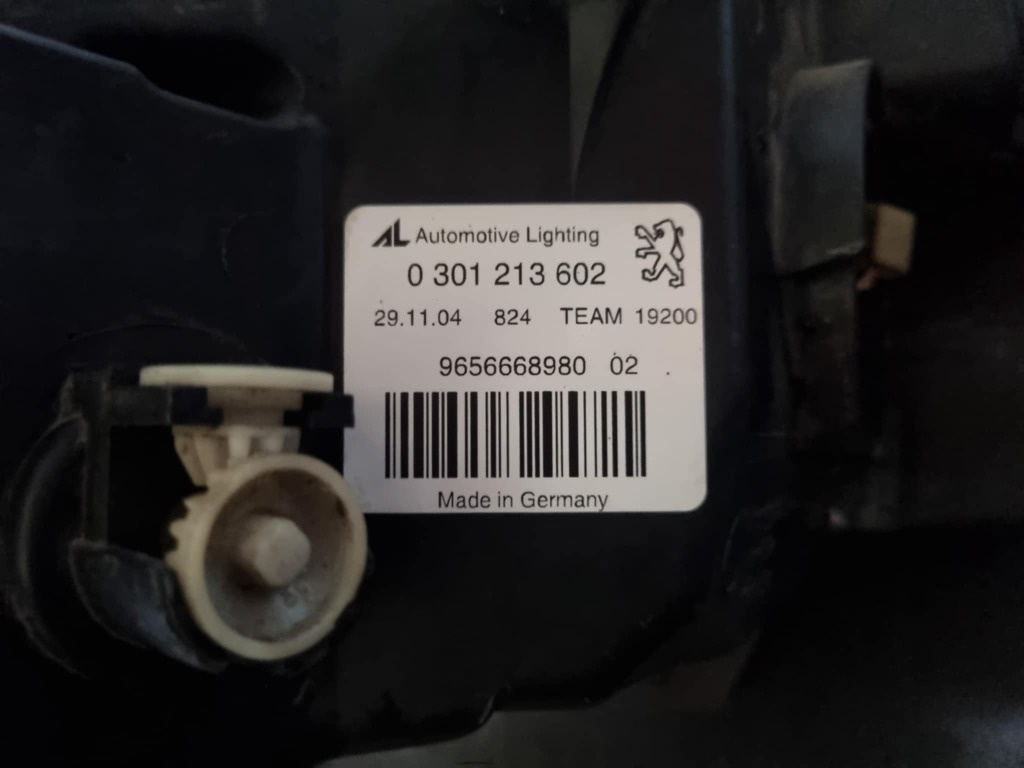 AL Automotive Lighting
0 301 213 602
29.11.04 824 TEAM 19200
9656668980 02 .
Made in Germany